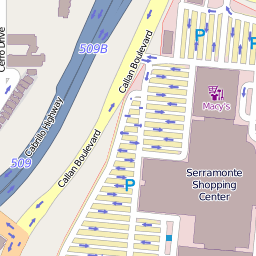 Cerro Drive
509B
Callan Boulevard
P
P
Macy's
Cabrillo Highway
Callan Boulevard
509
Serramonte
Shopping
Center
P